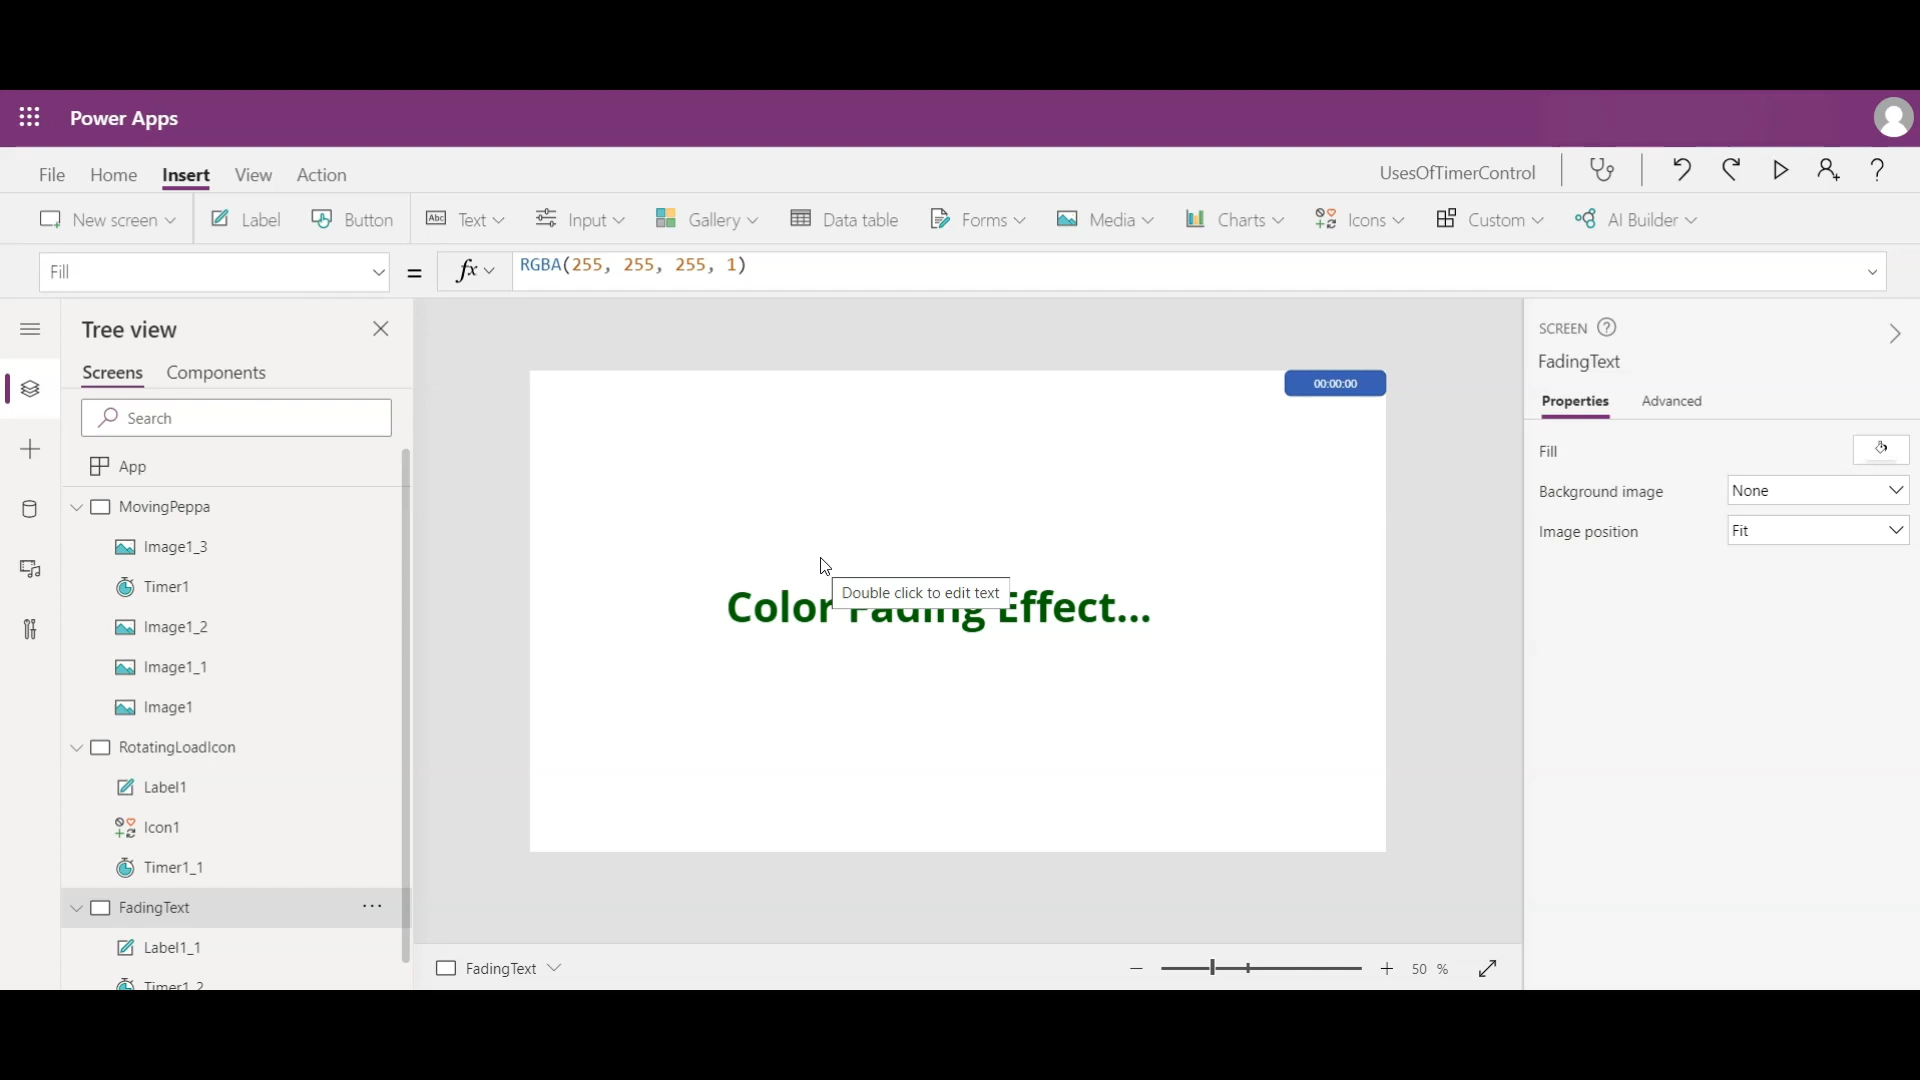 Power Apps
File Home Insert View Action UsesOfTimerControl
New screen Label Button Abc Text Input Gallery Data table Forms Media Charts Icons Custom AI Builder
Fill = fx RGBA(255, 255, 255, 1)
Tree view
Screens Components
Search
App
MovingPeppa
Image1_3
Timer1
Image1_2
Image1_1
Image1
RotatingLoadIcon
Label1
Icon1
Timer1_1
FadingText
Label1_1
Timer1_2
00:00:00
Double click to edit text
Color Fading Effect...
FadingText
50 %
SCREEN
FadingText
Properties Advanced
Fill
Background image None
Image position Fit